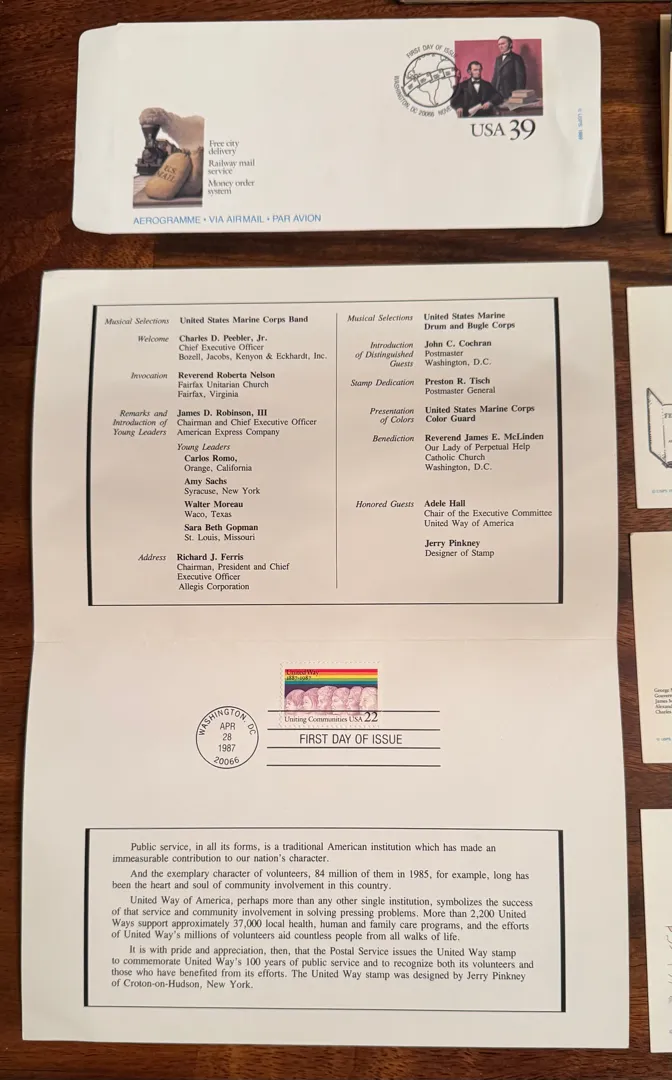 FIRST DAY OF ISSUE
WASHINGTON, DC 20066
USA 39
© USPS 1988
Free city
delivery
Railway mail
service
Money order
system
U.S.
MAIL
AEROGRAMME • VIA AIRMAIL • PAR AVION
Musical Selections United States Marine Corps Band
Welcome Charles D. Peebler, Jr.
Chief Executive Officer
Bozell, Jacobs, Kenyon & Eckhardt, Inc.
Invocation Reverend Roberta Nelson
Fairfax Unitarian Church
Fairfax, Virginia
Remarks and James D. Robinson, III
Introduction of Chairman and Chief Executive Officer
Young Leaders American Express Company
Young Leaders
Carlos Romo,
Orange, California
Amy Sachs
Syracuse, New York
Walter Moreau
Waco, Texas
Sara Beth Gopman
St. Louis, Missouri
Address Richard J. Ferris
Chairman, President and Chief
Executive Officer
Allegis Corporation
Musical Selections United States Marine
Drum and Bugle Corps
Introduction John C. Cochran
of Distinguished Postmaster
Guests Washington, D.C.
Stamp Dedication Preston R. Tisch
Postmaster General
Presentation United States Marine Corps
of Colors Color Guard
Benediction Reverend James E. McLinden
Our Lady of Perpetual Help
Catholic Church
Washington, D.C.
Honored Guests Adele Hall
Chair of the Executive Committee
United Way of America
Jerry Pinkney
Designer of Stamp
United Way
1887-1987
Uniting Communities USA 22
WASHINGTON, DC
APR
28
1987
20066
FIRST DAY OF ISSUE
Public service, in all its forms, is a traditional American institution which has made an
immeasurable contribution to our nation's character.
And the exemplary character of volunteers, 84 million of them in 1985, for example, long has
been the heart and soul of community involvement in this country.
United Way of America, perhaps more than any other single institution, symbolizes the success
of that service and community involvement in solving pressing problems. More than 2,200 United
Ways support approximately 37,000 local health, human and family care programs, and the efforts
of United Way's millions of volunteers aid countless people from all walks of life.
It is with pride and appreciation, then, that the Postal Service issues the United Way stamp
to commemorate United Way's 100 years of public service and to recognize both its volunteers and
those who have benefited from its efforts. The United Way stamp was designed by Jerry Pinkney
of Croton-on-Hudson, New York.
George
James
Charles